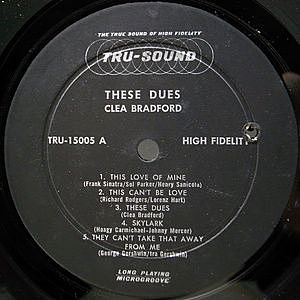 THE TRUE SOUND OF HIGH FIDELITY
TRU-SOUND
THESE DUES
CLEA BRADFORD
TRU-15005 A
HIGH FIDELITY
1. THIS LOVE OF MINE
(Frank Sinatra/Sol Parker/Henry Sanicola)
2. THIS CAN'T BE LOVE
(Richard Rodgers/Lorenz Hart)
3. THESE DUES
(Clea Bradford)
4. SKYLARK
(Hoagy Carmichael-Johnny Mercer)
5. THEY CAN'T TAKE THAT AWAY
FROM ME
(George Gershwin/Ira Gershwin)
LONG PLAYING
MICROGROOVE